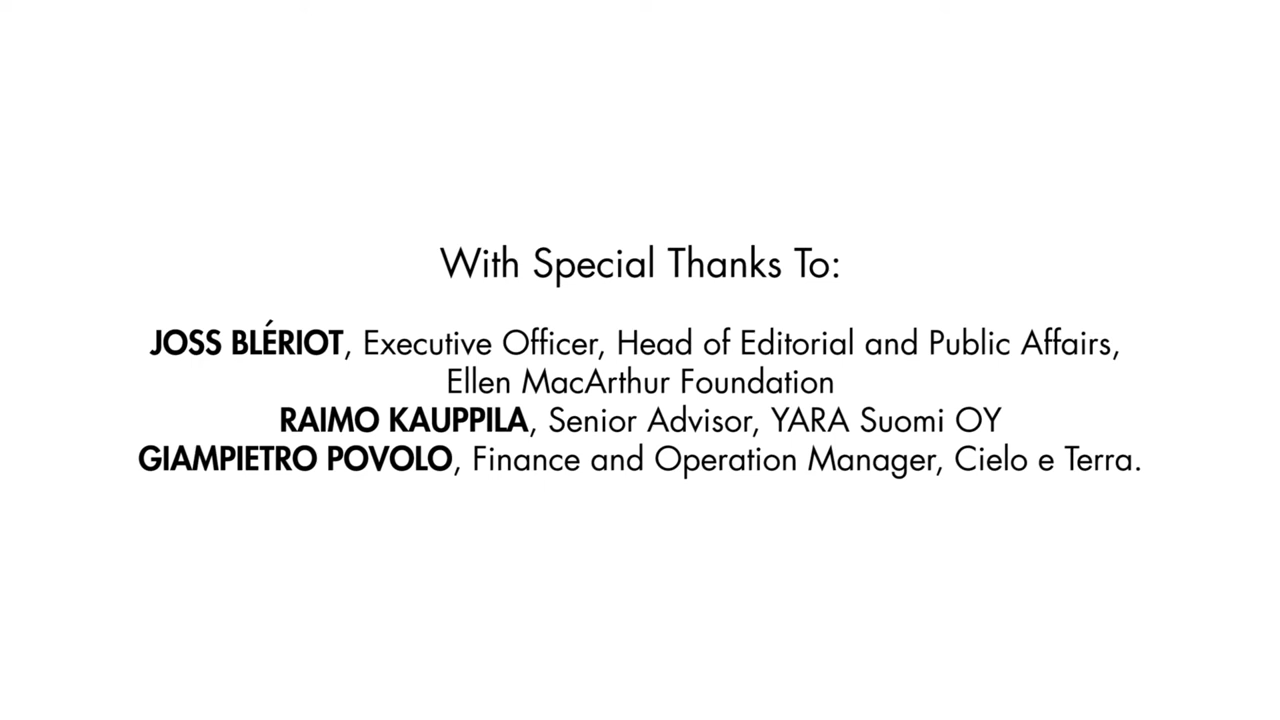 With Special Thanks To:
JOSS BLÉRIOT, Executive Officer, Head of Editorial and Public Affairs,
Ellen MacArthur Foundation
RAIMO KAUPPILA, Senior Advisor, YARA Suomi OY
GIAMPIETRO POVOLO, Finance and Operation Manager, Cielo e Terra.